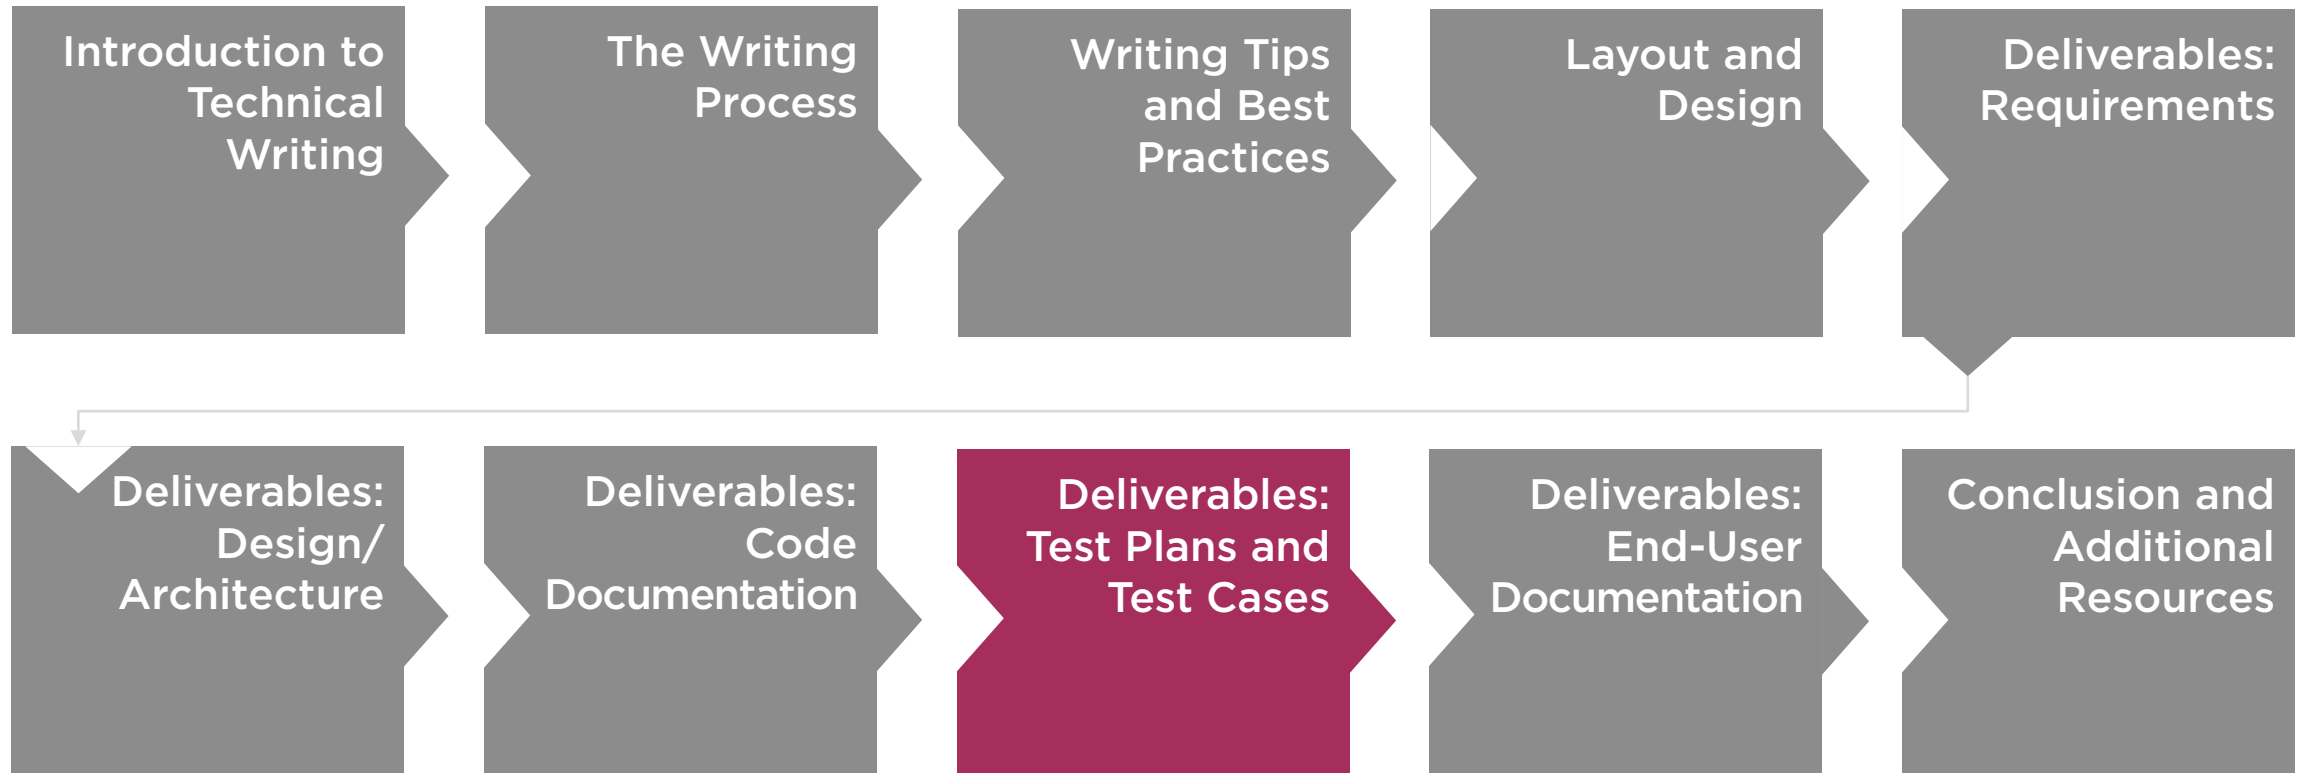 Introduction to
Technical
Writing
The Writing
Process
Writing Tips
and Best
Practices
Layout and
Design
Deliverables:
Requirements
Deliverables:
Design/
Architecture
Deliverables:
Code
Documentation
Deliverables:
Test Plans and
Test Cases
Deliverables:
End-User
Documentation
Conclusion and
Additional
Resources